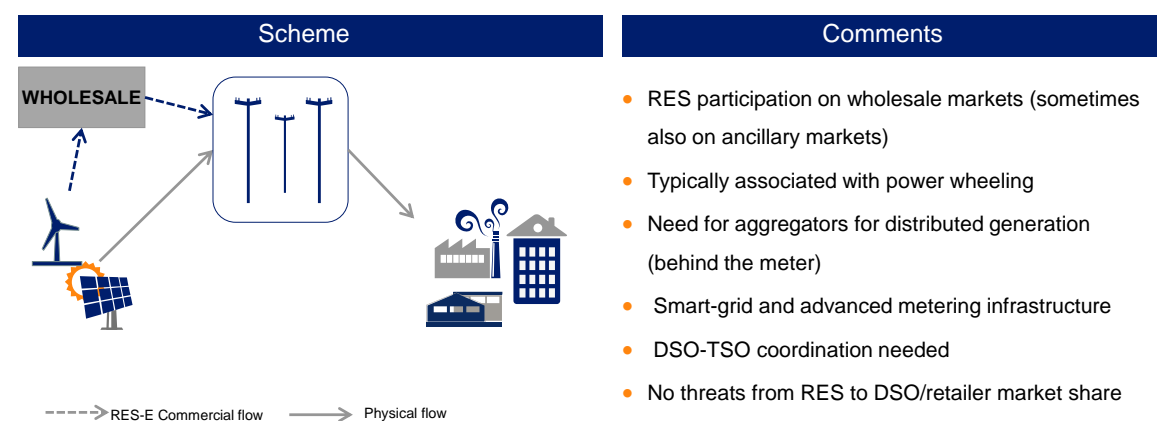 Scheme
WHOLESALE
RES-E Commercial flow
Physical flow
Comments
RES participation on wholesale markets (sometimes
also on ancillary markets)
Typically associated with power wheeling
Need for aggregators for distributed generation
(behind the meter)
Smart-grid and advanced metering infrastructure
DSO-TSO coordination needed
No threats from RES to DSO/retailer market share